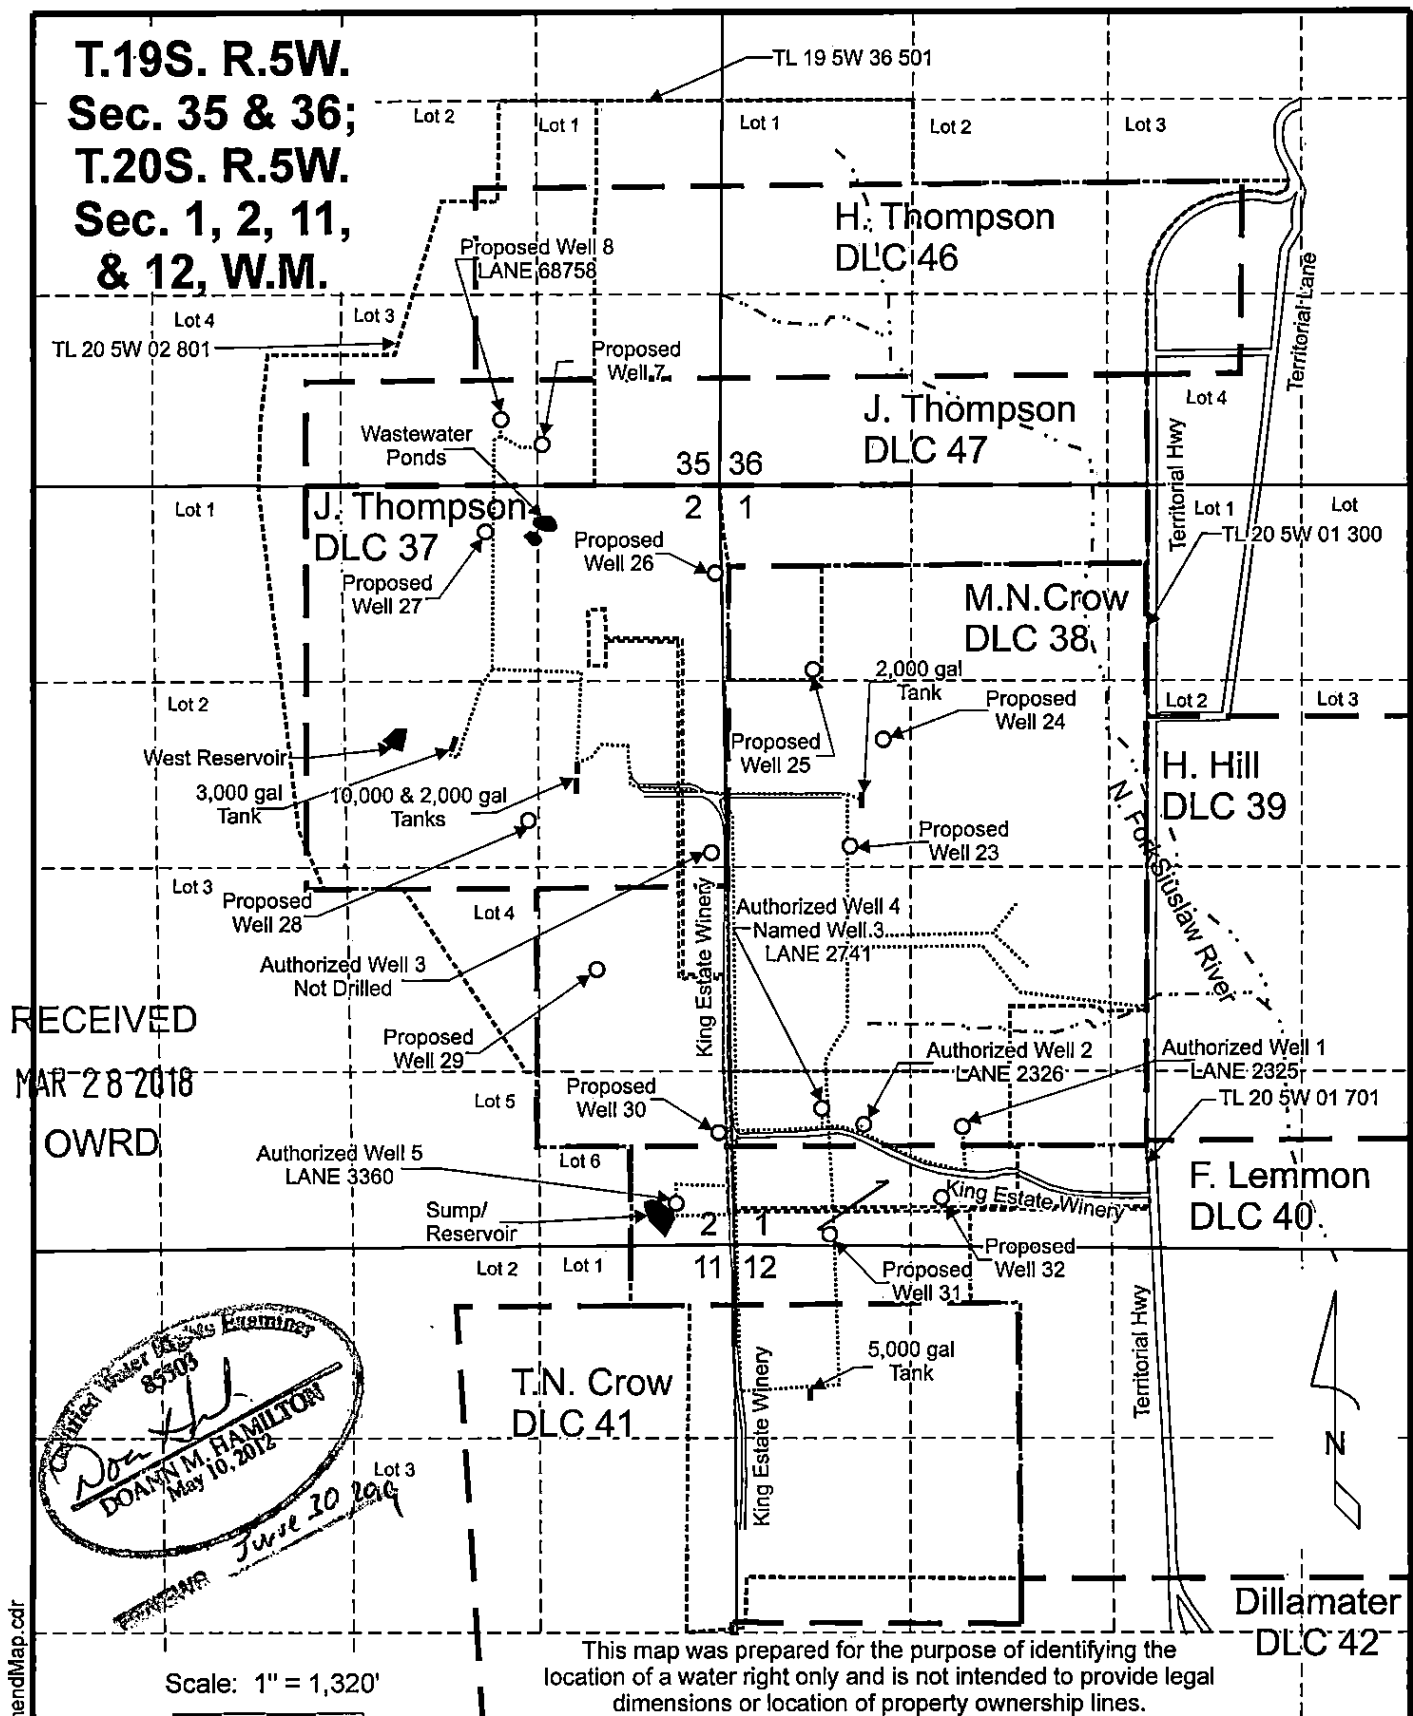 T.19S. R.5W.
Sec. 35 & 36;
T.20S. R.5W.
Sec. 1, 2, 11,
& 12, W.M.
TL 19 5W 36 501
Lot 2
Lot 1
Lot 1
Lot 2
Lot 3
H. Thompson
DLC 46
Proposed Well 8
LANE 68758
Territorial Lane
Lot 4
Lot 3
TL 20 5W 02 801
Proposed
Well 7
Lot 4
J. Thompson
DLC 47
Wastewater
Ponds
35
36
Territorial Hwy
2
1
Lot 1
J. Thompson
DLC 37
Lot 1
Lot
TL 20 5W 01 300
Proposed
Well 26
Proposed
Well 27
M.N.Crow
DLC 38
2,000 gal
Tank
Lot 2
Proposed
Well 24
Lot 2
Lot 3
Proposed
Well 25
West Reservoir
3,000 gal
Tank
10,000 & 2,000 gal
Tanks
H. Hill
DLC 39
N. Fork Siuslaw River
Proposed
Well 23
Lot 3
Proposed
Well 28
Lot 4
King Estate Winery
Authorized Well 4
Named Well 3
LANE 2741
Authorized Well 3
Not Drilled
RECEIVED
MAR 28 2018
OWRD
Proposed
Well 29
Authorized Well 2
LANE 2326
Authorized Well 1
LANE 2325
Lot 5
Proposed
Well 30
TL 20 5W 01 701
Authorized Well 5
LANE 3360
Lot 6
F. Lemmon
DLC 40
King Estate Winery
Sump/
Reservoir
2
1
11
12
Lot 2
Lot 1
Proposed
Well 31
Proposed
Well 32
Territorial Hwy
5,000 gal
Tank
T.N. Crow
DLC 41
King Estate Winery
N
Certified Water Rights Examiner
85503
DOANN M. HAMILTON
May 10, 2012
Lot 3
June 30 2019
Dillamater
DLC 42
Scale: 1" = 1,320'
This map was prepared for the purpose of identifying the
location of a water right only and is not intended to provide legal
dimensions or location of property ownership lines.